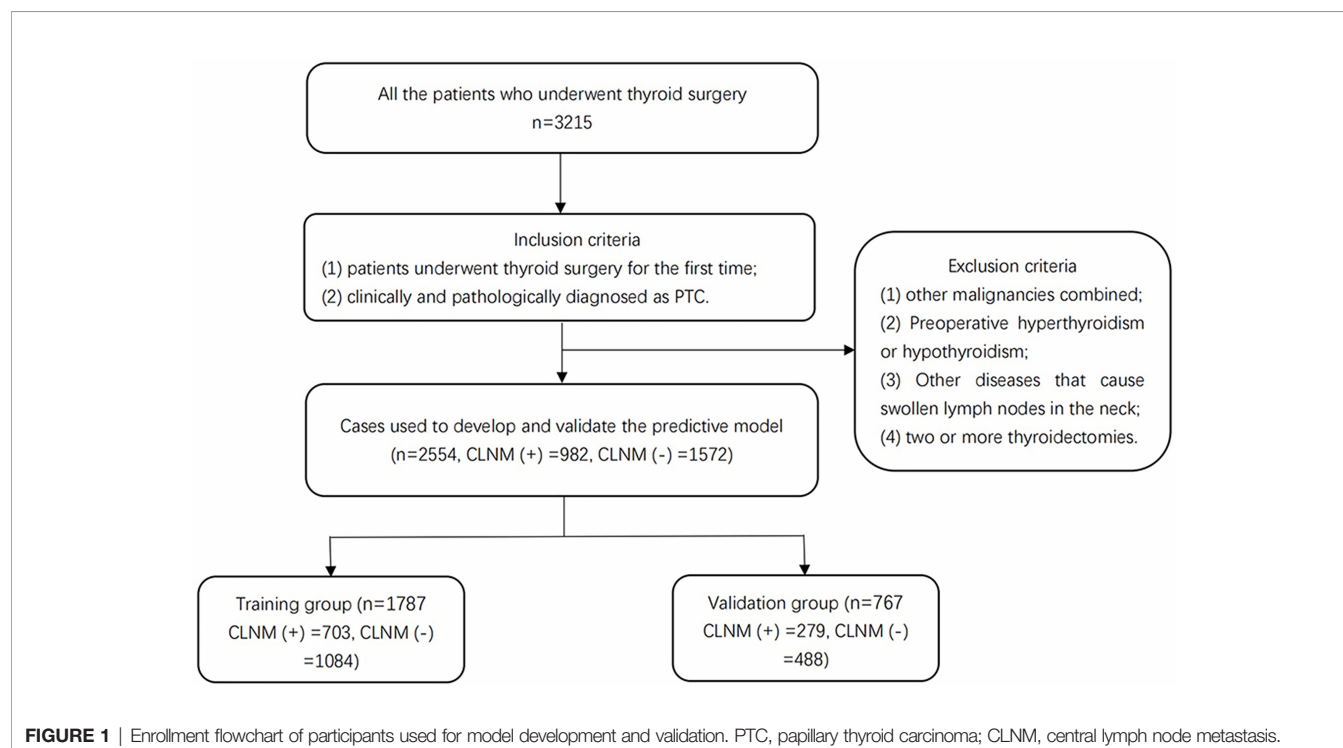 All the patients who underwent thyroid surgery
n=3215
Inclusion criteria
(1) patients underwent thyroid surgery for the first time;
(2) clinically and pathologically diagnosed as PTC.
Exclusion criteria
(1) other malignancies combined;
(2) Preoperative hyperthyroidism
or hypothyroidism;
(3) Other diseases that cause
swollen lymph nodes in the neck;
(4) two or more thyroidectomies.
Cases used to develop and validate the predictive model
(n=2554, CLNM (+) =982, CLNM (-) =1572)
Training group (n=1787
CLNM (+) =703, CLNM (-)
=1084)
Validation group (n=767
CLNM (+) =279, CLNM (-)
=488)
FIGURE 1 | Enrollment flowchart of participants used for model development and validation. PTC, papillary thyroid carcinoma; CLNM, central lymph node metastasis.